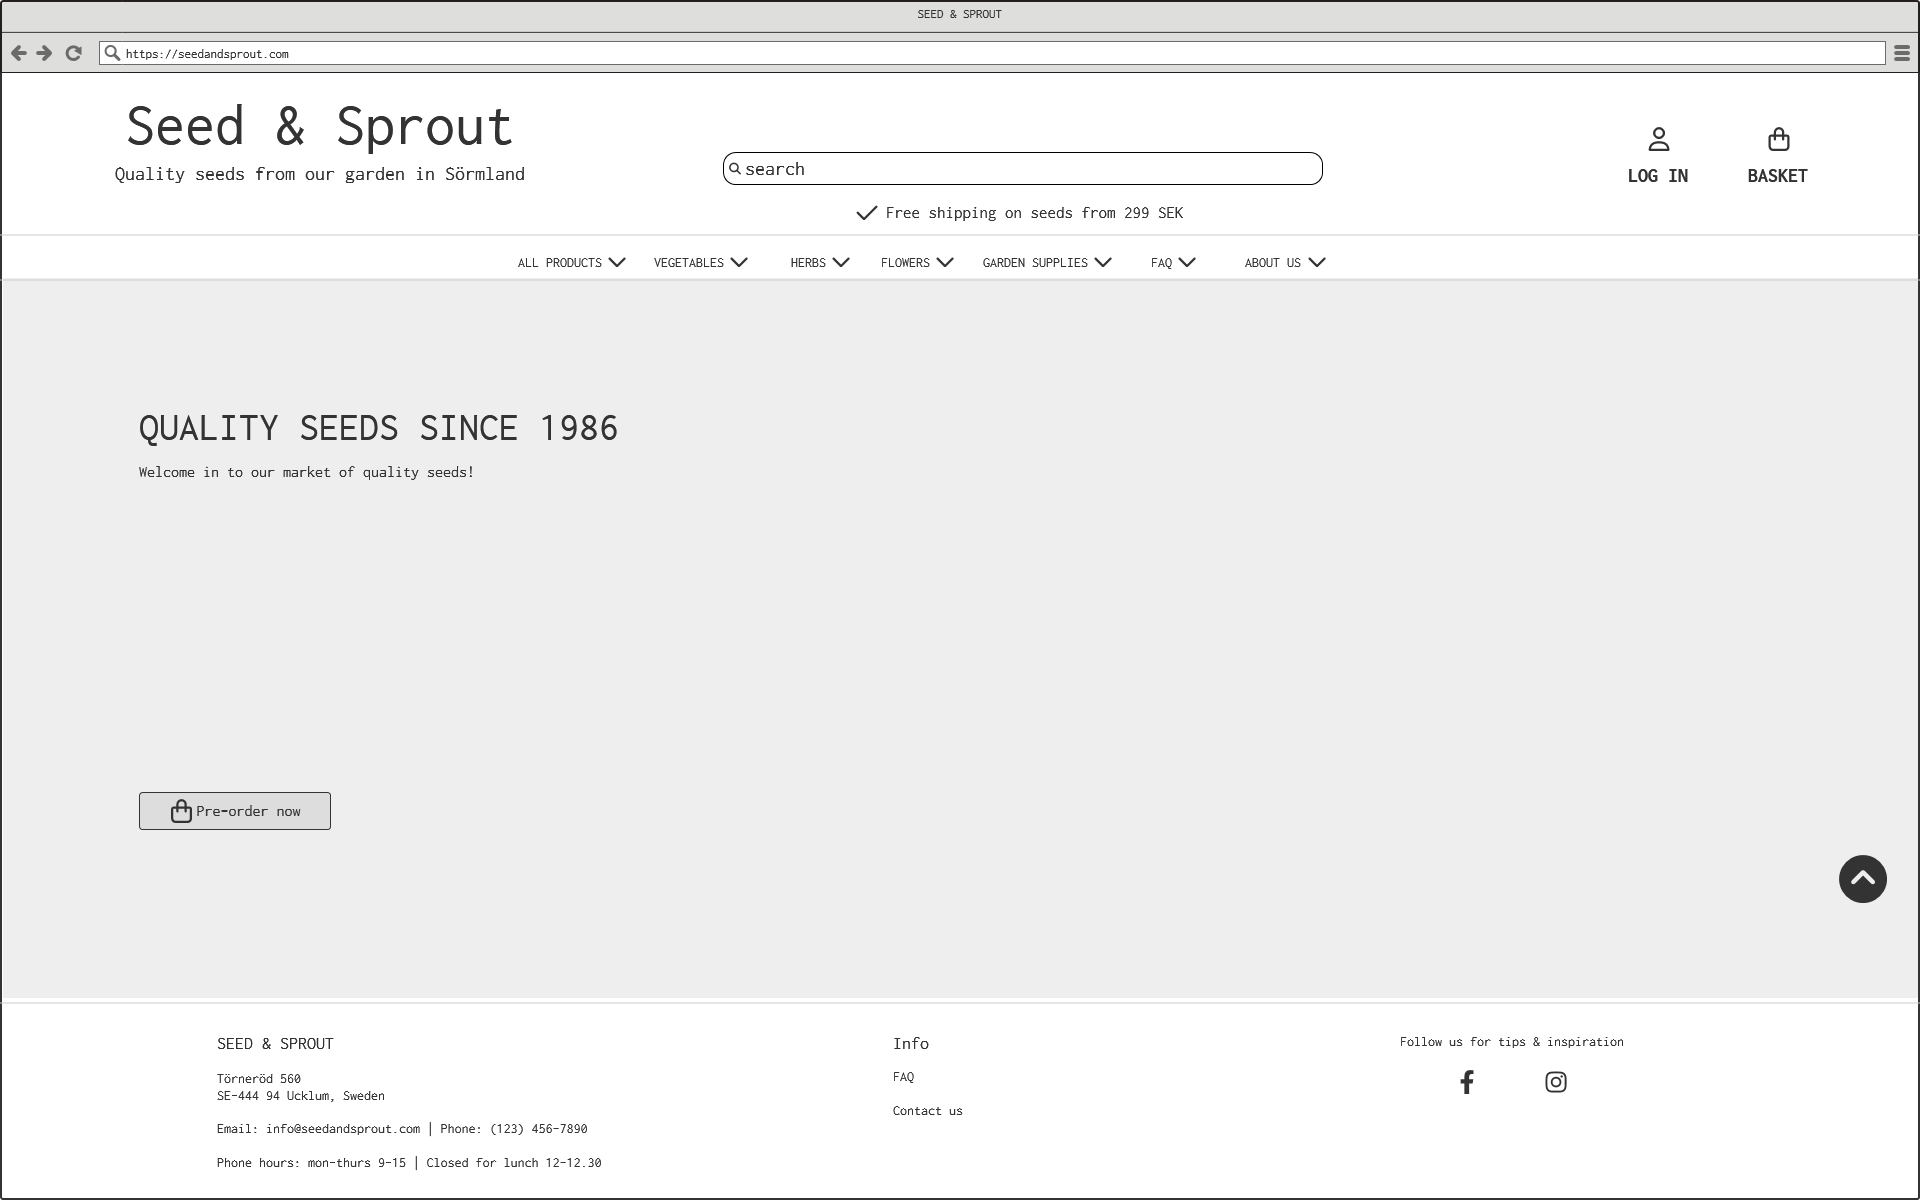 SEED & SPROUT
https://seedandsprout.com
Seed & Sprout
Quality seeds from our garden in Sörmland
search
Free shipping on seeds from 299 SEK
LOG IN
BASKET
ALL PRODUCTS
VEGETABLES
HERBS
FLOWERS
GARDEN SUPPLIES
FAQ
ABOUT US
QUALITY SEEDS SINCE 1986
Welcome in to our market of quality seeds!
Pre-order now
SEED & SPROUT
Törneröd 560
SE-444 94 Ucklum, Sweden
Email: info@seedandsprout.com | Phone: (123) 456-7890
Phone hours: mon-thurs 9-15 | Closed for lunch 12-12.30
Info
FAQ
Contact us
Follow us for tips & inspiration